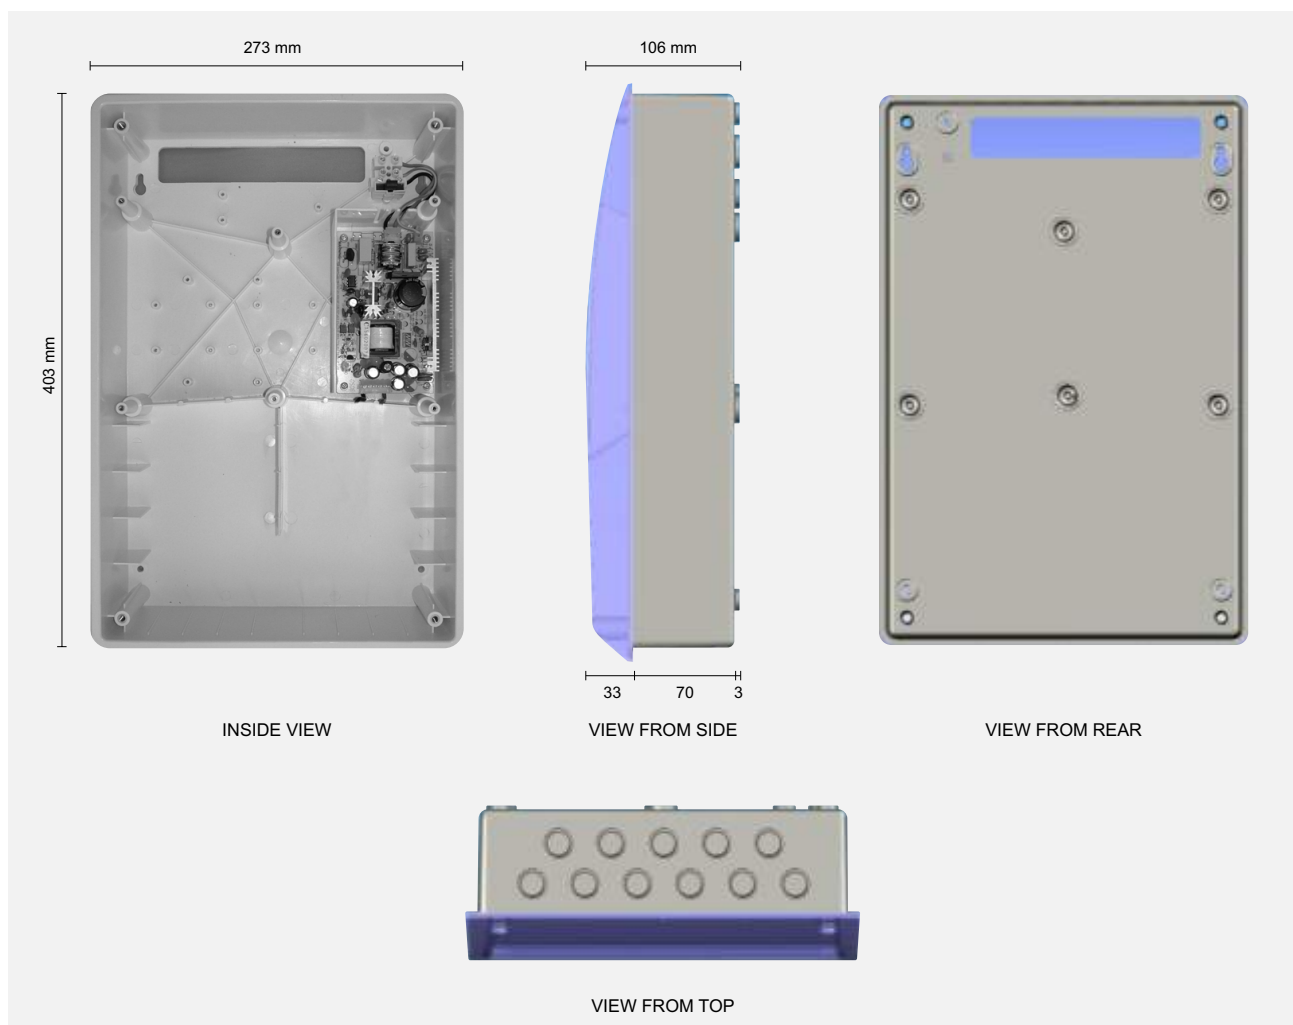 273 mm
106 mm
403 mm
33 70 3
INSIDE VIEW
VIEW FROM SIDE
VIEW FROM REAR
VIEW FROM TOP